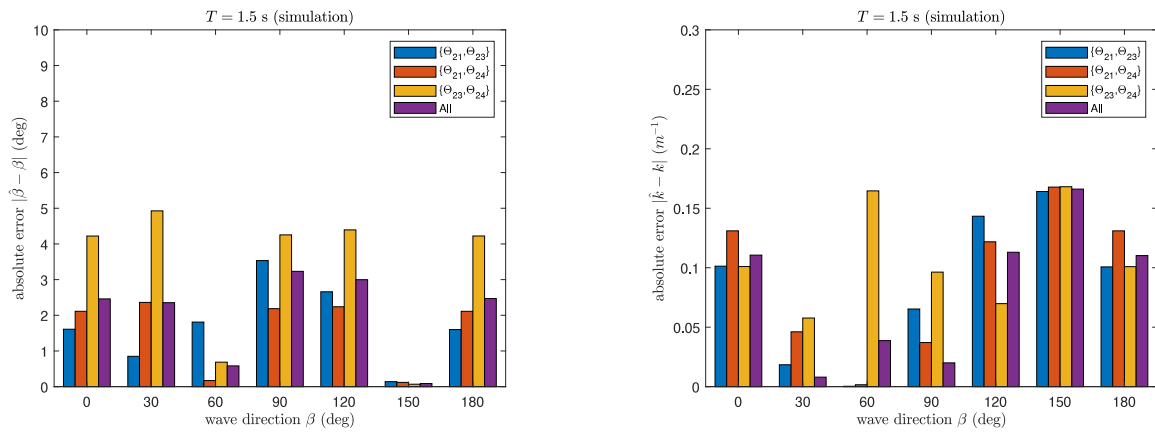 T = 1.5 s (simulation)
absolute error |β̂ − β| (deg)
10
9
8
7
6
5
4
3
2
1
0
{Θ21,Θ23}
{Θ21,Θ24}
{Θ23,Θ24}
All
0 30 60 90 120 150 180
wave direction β (deg)
T = 1.5 s (simulation)
absolute error |k̂ − k| (m⁻¹)
0.3
0.25
0.2
0.15
0.1
0.05
0
{Θ21,Θ23}
{Θ21,Θ24}
{Θ23,Θ24}
All
0 30 60 90 120 150 180
wave direction β (deg)